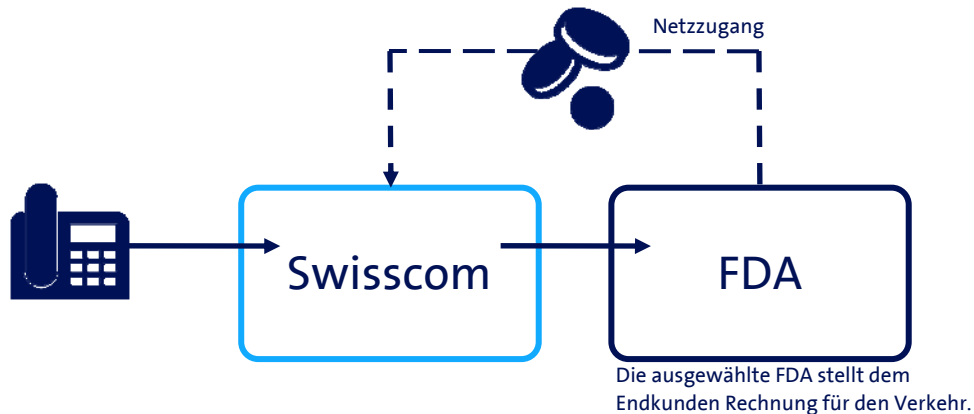 Netzzugang
Swisscom
FDA
Die ausgewählte FDA stellt dem
Endkunden Rechnung für den Verkehr.